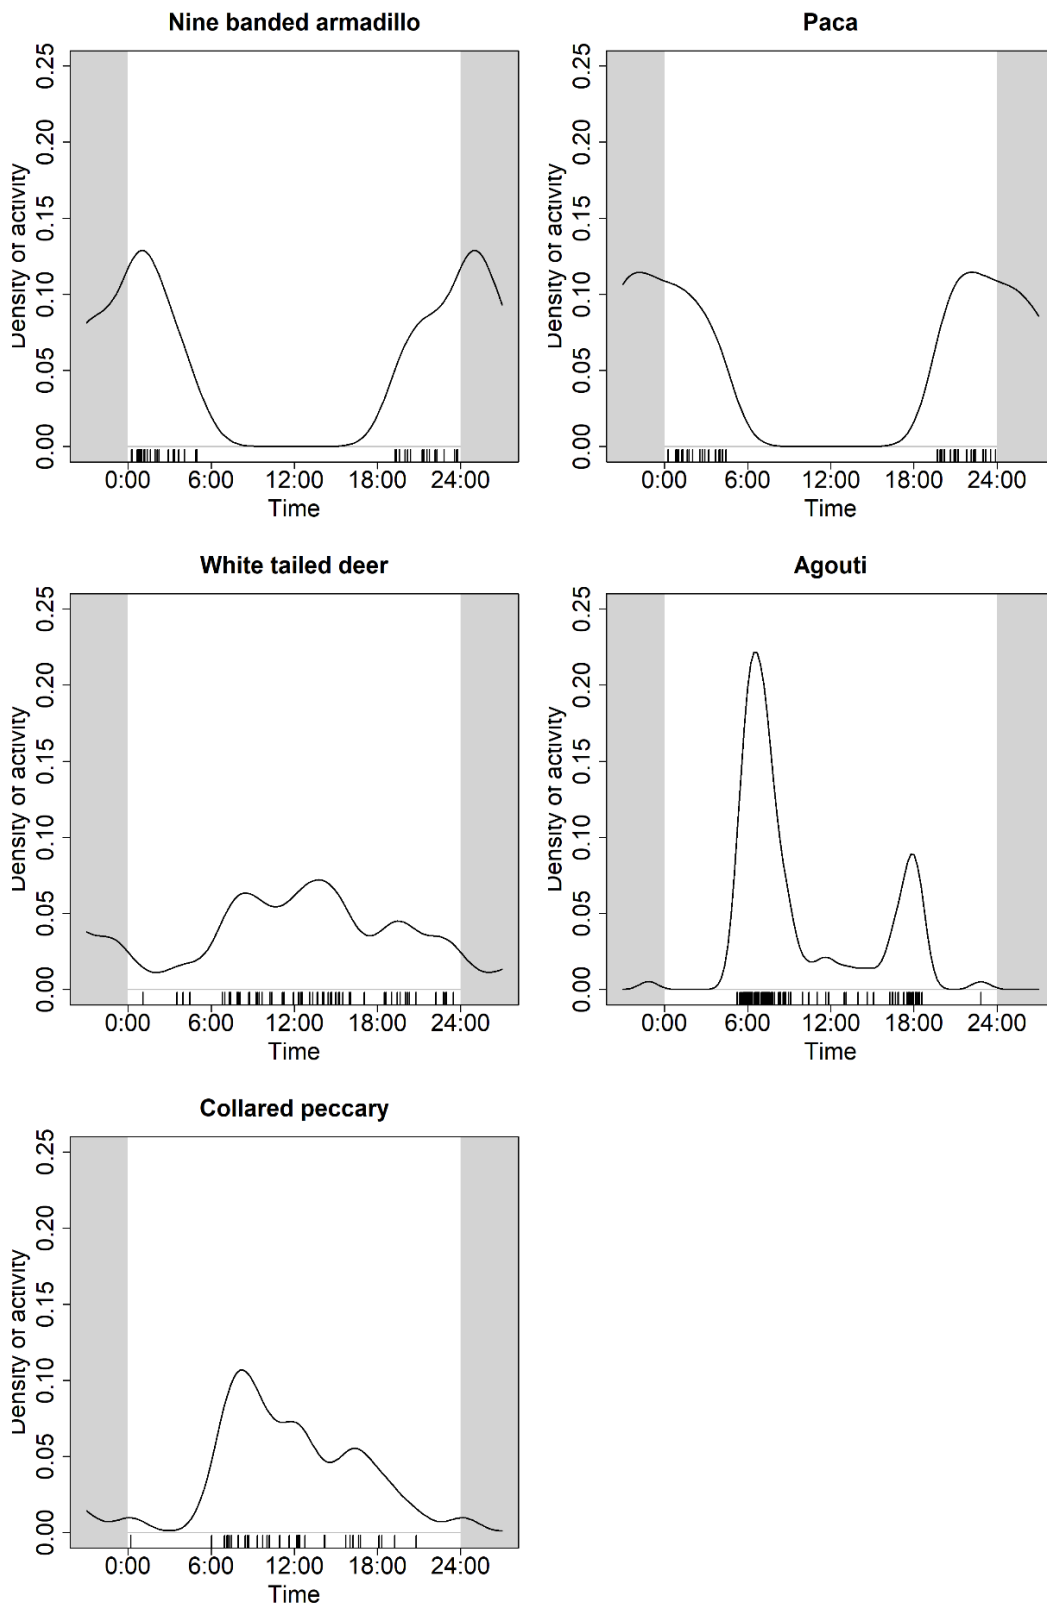 Nine banded armadillo
Density of activity
0.00 0.05 0.10 0.15 0.20 0.25
0:00 6:00 12:00 18:00 24:00
Time
Paca
Density of activity
0.00 0.05 0.10 0.15 0.20 0.25
0:00 6:00 12:00 18:00 24:00
Time
White tailed deer
Density of activity
0.00 0.05 0.10 0.15 0.20 0.25
0:00 6:00 12:00 18:00 24:00
Time
Agouti
Density of activity
0.00 0.05 0.10 0.15 0.20 0.25
0:00 6:00 12:00 18:00 24:00
Time
Collared peccary
Density of activity
0.00 0.05 0.10 0.15 0.20 0.25
0:00 6:00 12:00 18:00 24:00
Time